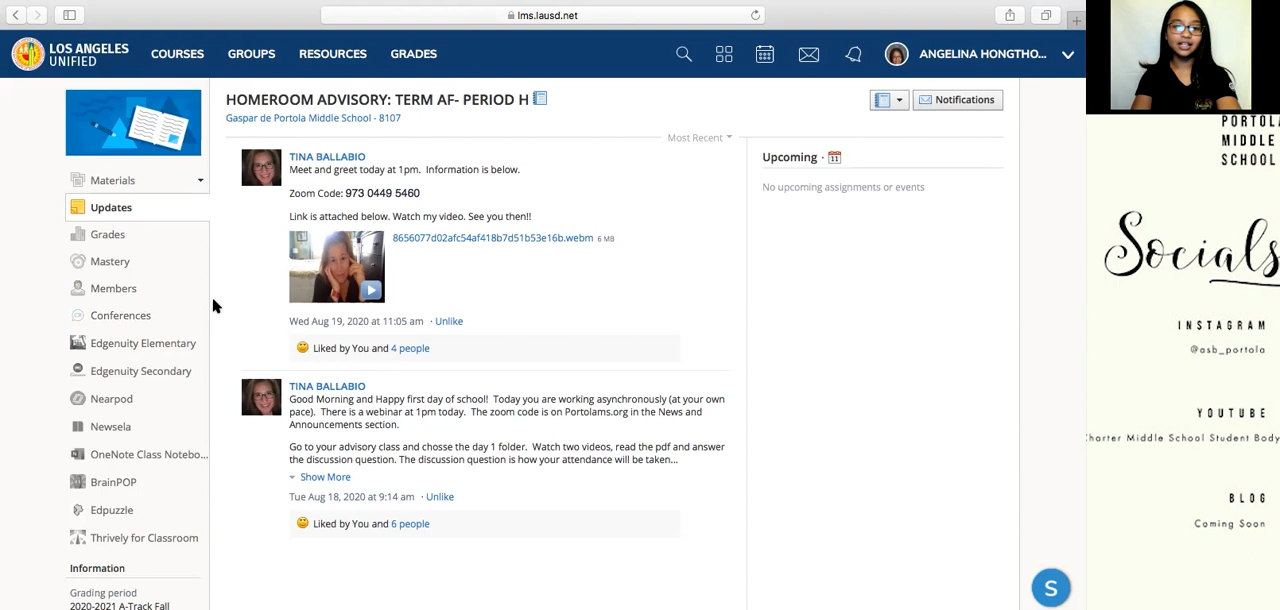 lms.lausd.net
LOS ANGELES
UNIFIED
COURSES
GROUPS
RESOURCES
GRADES
ANGELINA HONGTHO...
HOMEROOM ADVISORY: TERM AF- PERIOD H
Gaspar de Portola Middle School - 8107
Notifications
Most Recent
Materials
Updates
Grades
Mastery
Members
Conferences
Edgenuity Elementary
Edgenuity Secondary
Nearpod
Newsela
OneNote Class Notebo...
BrainPOP
Edpuzzle
Thrively for Classroom
Information
Grading period
2020-2021 A-Track Fall
TINA BALLABIO
Meet and greet today at 1pm. Information is below.
Zoom Code: 973 0449 5460
Link is attached below. Watch my video. See you then!!
8656077d02afc54af418b7d51b53e16b.webm 6 MB
Wed Aug 19, 2020 at 11:05 am · Unlike
Liked by You and 4 people
TINA BALLABIO
Good Morning and Happy first day of school! Today you are working asynchronously (at your own
pace). There is a webinar at 1pm today. The zoom code is on Portolams.org in the News and
Announcements section.
Go to your advisory class and chosse the day 1 folder. Watch two videos, read the pdf and answer
the discussion question. The discussion question is how your attendance will be taken...
Show More
Tue Aug 18, 2020 at 9:14 am · Unlike
Liked by You and 6 people
Upcoming · 11
No upcoming assignments or events
S
PORTOLA
MIDDLE
SCHOOL
Socials
INSTAGRAM
@asb_portola
YOUTUBE
Charter Middle School Student Body
BLOG
Coming Soon